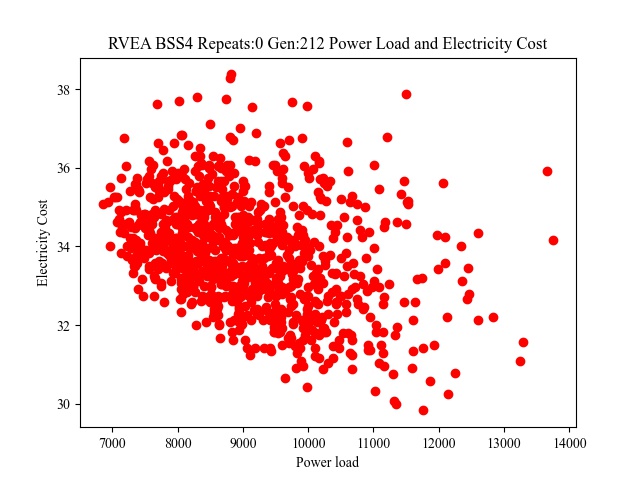 RVEA BSS4 Repeats:0 Gen:212 Power Load and Electricity Cost
38
36
34
32
30
Electricity Cost
7000 8000 9000 10000 11000 12000 13000 14000
Power load